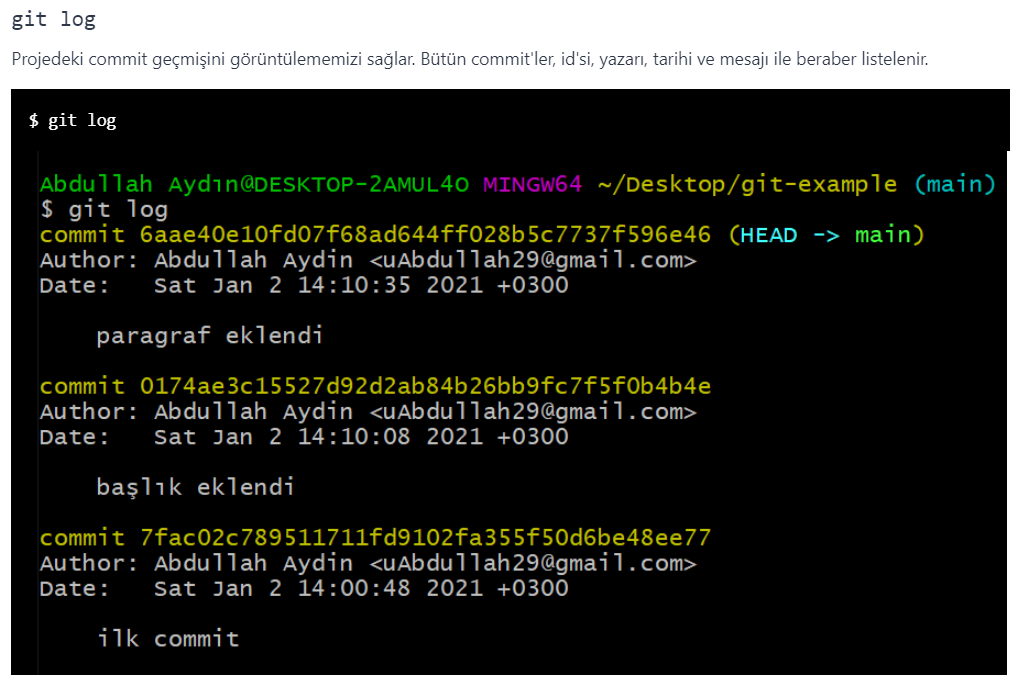 git log
Projedeki commit geçmişini görüntülememizi sağlar. Bütün commit'ler, id'si, yazarı, tarihi ve mesajı ile beraber listelenir.
$ git log
Abdullah Aydın@DESKTOP-2AMUL4O MINGW64 ~/Desktop/git-example (main)
$ git log
commit 6aae40e10fd07f68ad644ff028b5c7737f596e46 (HEAD -> main)
Author: Abdullah Aydin <uAbdullah29@gmail.com>
Date:   Sat Jan 2 14:10:35 2021 +0300
paragraf eklendi
commit 0174ae3c15527d92d2ab84b26bb9fc7f5f0b4b4e
Author: Abdullah Aydin <uAbdullah29@gmail.com>
Date:   Sat Jan 2 14:10:08 2021 +0300
başlık eklendi
commit 7fac02c789511711fd9102fa355f50d6be48ee77
Author: Abdullah Aydin <uAbdullah29@gmail.com>
Date:   Sat Jan 2 14:00:48 2021 +0300
ilk commit